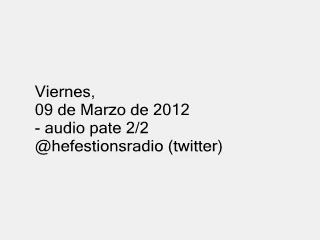 Viernes,
09 de Marzo de 2012
- audio pate 2/2
@hefestionsradio (twitter)